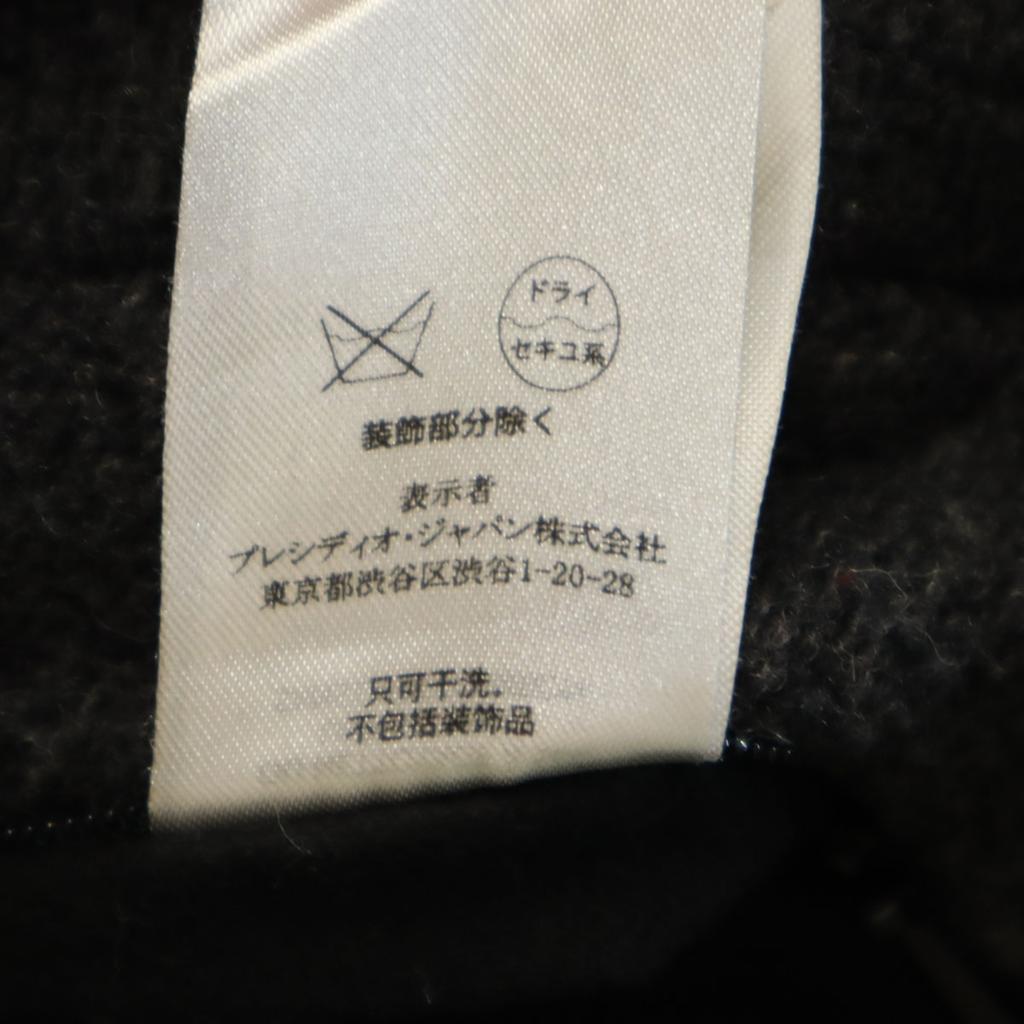 ドライ
セキユ系
装飾部分除く
表示者
プレシディオ・ジャパン株式会社
東京都渋谷区渋谷1-20-28
只可干洗.
不包括装饰品